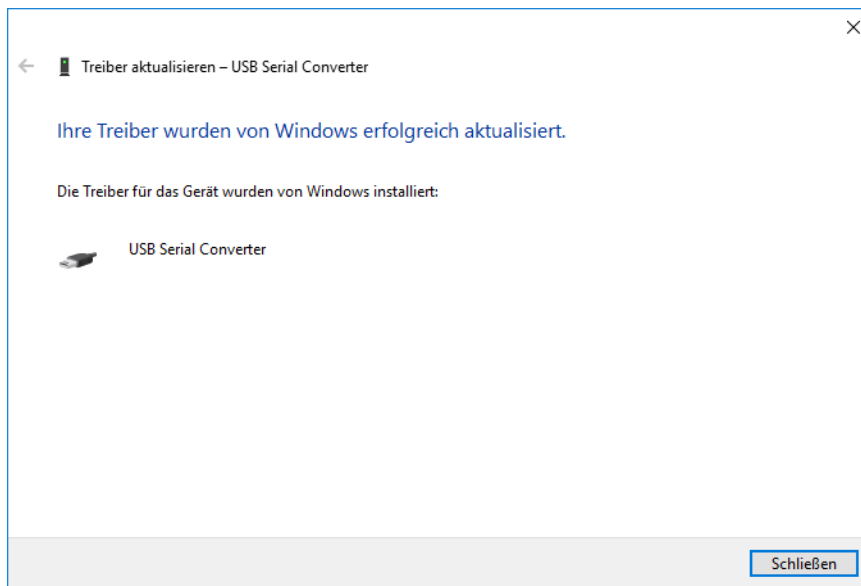 Treiber aktualisieren – USB Serial Converter
Ihre Treiber wurden von Windows erfolgreich aktualisiert.
Die Treiber für das Gerät wurden von Windows installiert:
USB Serial Converter
Schließen